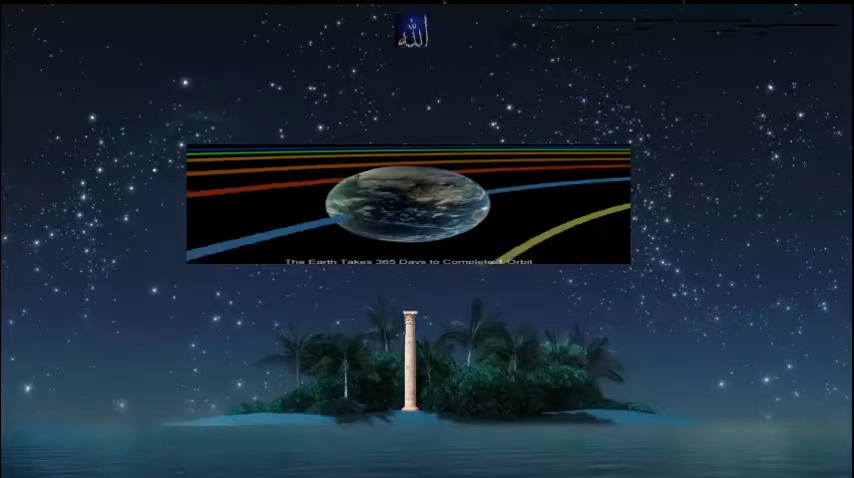 الله
The Earth Takes 365 Days to Complete 1 Orbit